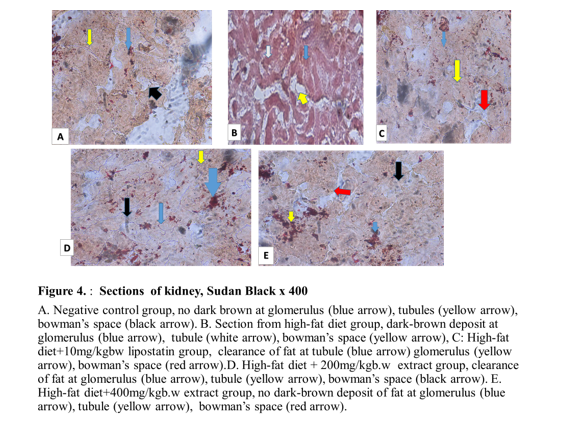 A
B
C
D
E
Figure 4. : Sections of kidney, Sudan Black x 400
A. Negative control group, no dark brown at glomerulus (blue arrow), tubules (yellow arrow),
bowman's space (black arrow). B. Section from high-fat diet group, dark-brown deposit at
glomerulus (blue arrow), tubule (white arrow), bowman's space (yellow arrow), C: High-fat
diet+10mg/kgbw lipostatin group, clearance of fat at tubule (blue arrow) glomerulus (yellow
arrow), bowman's space (red arrow).D. High-fat diet + 200mg/kg.w extract group, clearance
of fat at glomerulus (blue arrow), tubule (yellow arrow), bowman's space (black arrow). E.
High-fat diet+400mg/kg.w extract group, no dark-brown deposit of fat at glomerulus (blue
arrow), tubule (yellow arrow), bowman's space (red arrow).